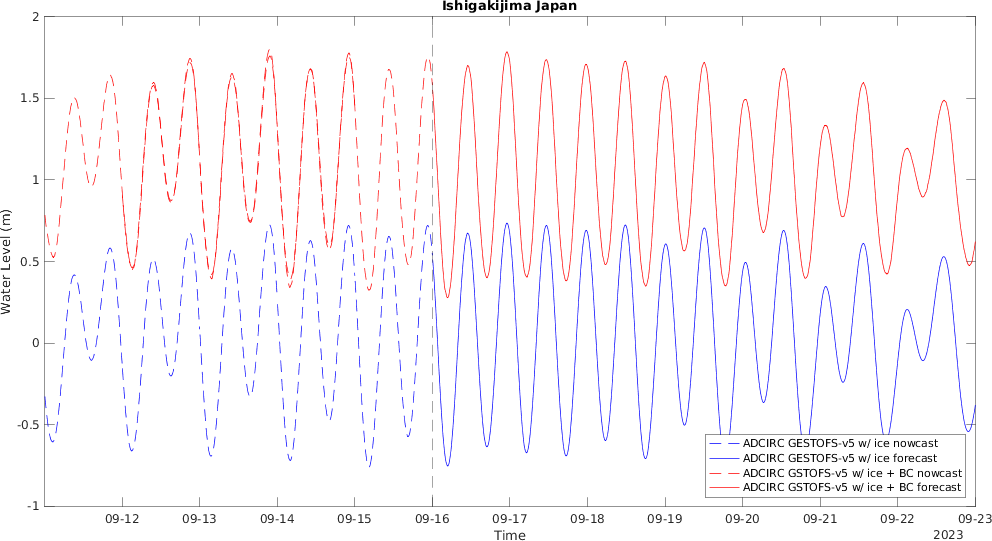 Ishigakijima Japan
2
1.5
1
0.5
0
-0.5
-1
Water Level (m)
ADCIRC GESTOFS-v5 w/ ice nowcast
ADCIRC GESTOFS-v5 w/ ice forecast
ADCIRC GSTOFS-v5 w/ ice + BC nowcast
ADCIRC GSTOFS-v5 w/ ice + BC forecast
09-12 09-13 09-14 09-15 09-16 09-17 09-18 09-19 09-20 09-21 09-22 09-23
Time
2023